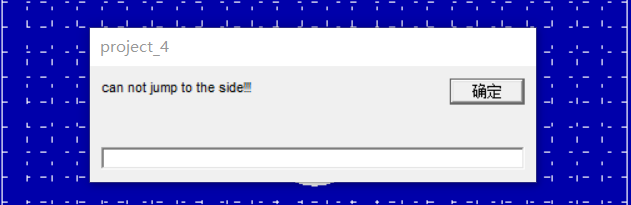 project_4
can not jump to the side!!!
确定